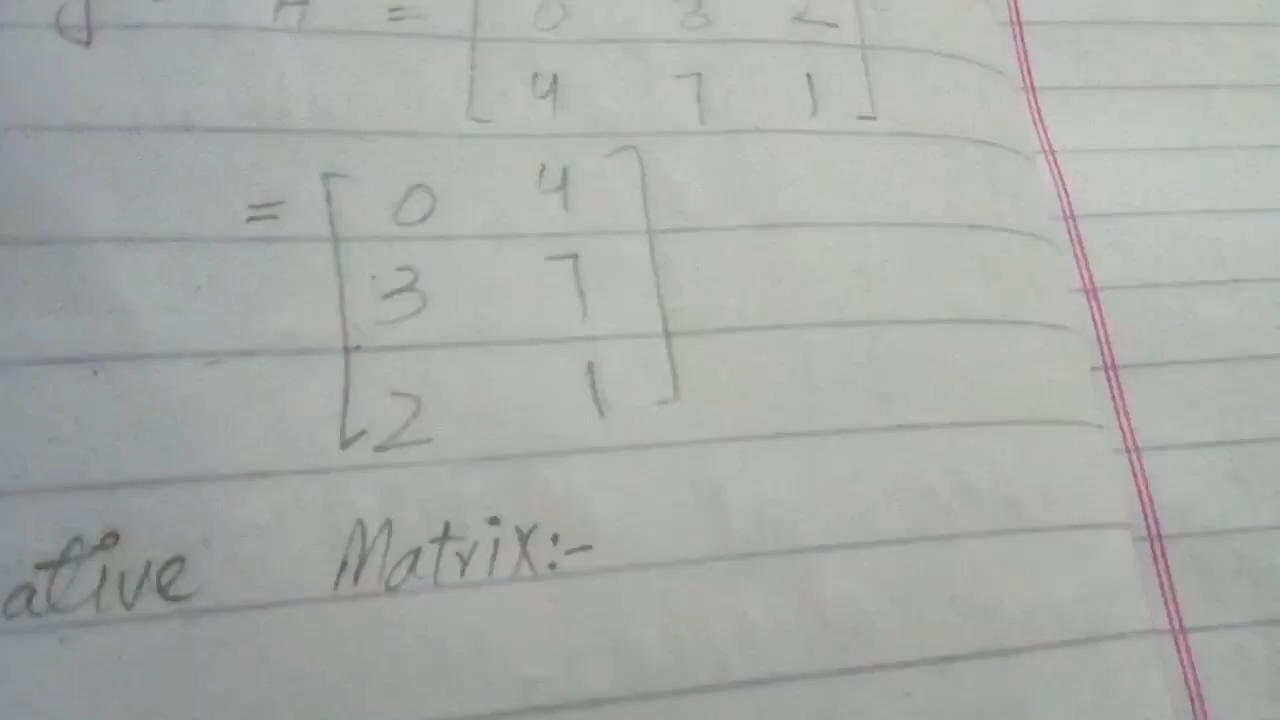 A = [ 0 3 2
4 7 1 ]
= [ 0 4
3 7
2 1 ]
ative Matrix:-